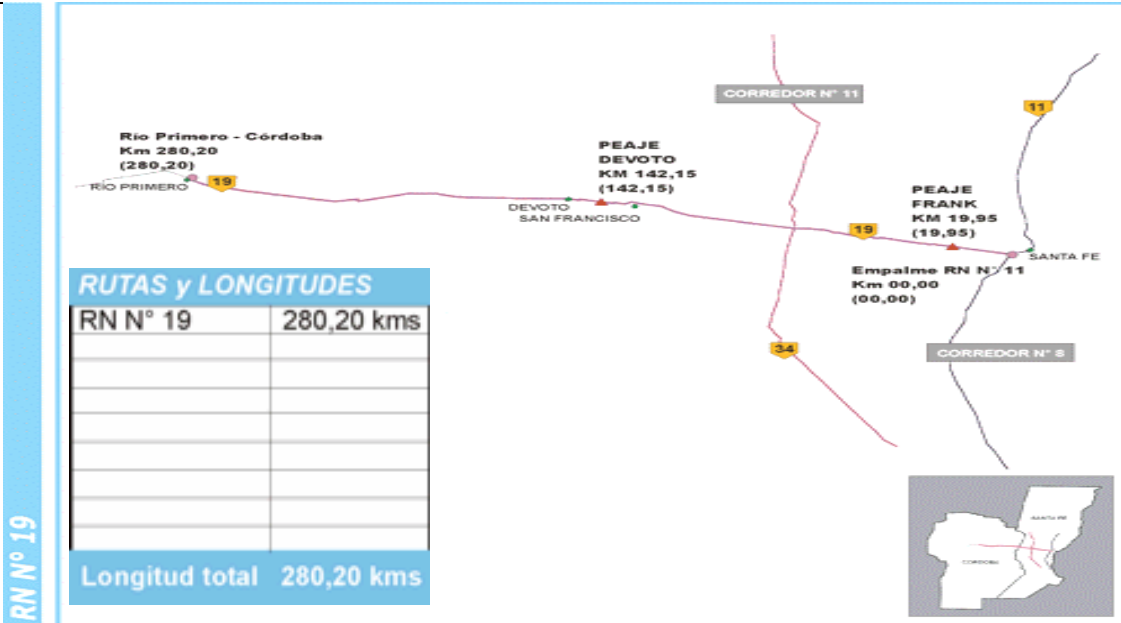 CORREDOR N° 11
11
Río Primero - Córdoba
Km 280,20
(280,20)
RÍO PRIMERO
19
PEAJE
DEVOTO
KM 142,15
(142,15)
DEVOTO
SAN FRANCISCO
PEAJE
FRANK
KM 19,95
(19,95)
19
SANTA FE
Empalme RN N° 11
Km 00,00
(00,00)
RUTAS y LONGITUDES
RN N° 19 280,20 kms
34
CORREDOR N° 8
SANTA FE
CORDOBA
Longitud total 280,20 kms
RN Nº 19